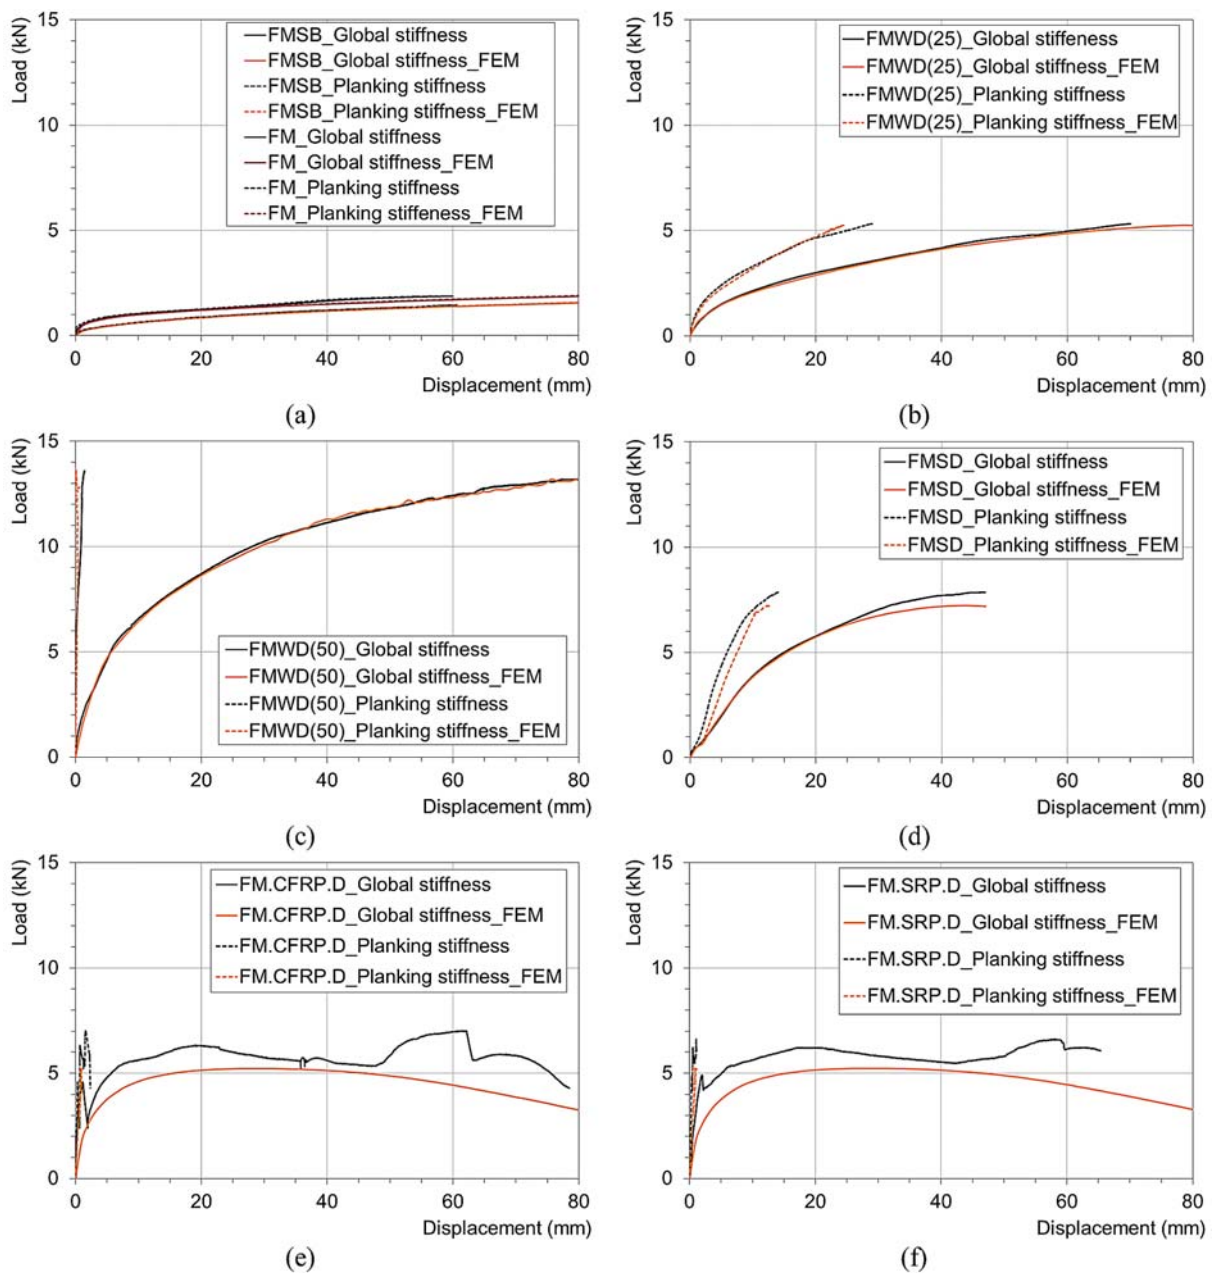 Load (kN)
15
10
5
0
FMSB_Global stiffness
FMSB_Global stiffness_FEM
FMSB_Planking stiffness
FMSB_Planking stiffness_FEM
FM_Global stiffness
FM_Global stiffness_FEM
FM_Planking stiffness
FM_Planking stiffeness_FEM
0 20 40 60 80
Displacement (mm)
(a)
Load (kN)
15
10
5
0
FMWD(25)_Global stiffeness
FMWD(25)_Global stiffness_FEM
FMWD(25)_Planking stiffness
FMWD(25)_Planking stiffness_FEM
0 20 40 60 80
Displacement (mm)
(b)
Load (kN)
15
10
5
0
FMWD(50)_Global stiffness
FMWD(50)_Global stiffness_FEM
FMWD(50)_Planking stiffness
FMWD(50)_Planking stiffness_FEM
0 20 40 60 80
Displacement (mm)
(c)
Load (kN)
15
10
5
0
FMSD_Global stiffness
FMSD_Global stiffness_FEM
FMSD_Planking stiffness
FMSD_Planking stiffness_FEM
0 20 40 60 80
Displacement (mm)
(d)
Load (kN)
15
10
5
0
FM.CFRP.D_Global stiffness
FM.CFRP.D_Global stiffness_FEM
FM.CFRP.D_Planking stiffness
FM.CFRP.D_Planking stiffness_FEM
0 20 40 60 80
Displacement (mm)
(e)
Load (kN)
15
10
5
0
FM.SRP.D_Global stiffness
FM.SRP.D_Global stiffness_FEM
FM.SRP.D_Planking stiffness
FM.SRP.D_Planking stiffness_FEM
0 20 40 60 80
Displacement (mm)
(f)